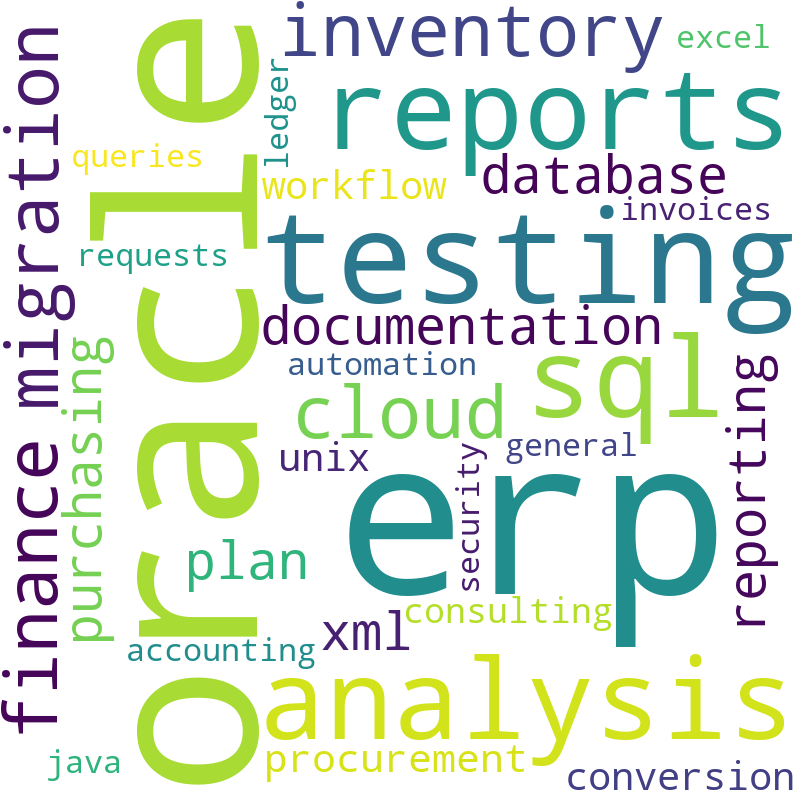 inventory
excel
reports
ledger
queries
workflow
database
invoices
migration
oracle
testing
requests
documentation
automation
purchasing
sql
cloud
reporting
general
unix
erp
security
finance
plan
consulting
xml
accounting
analysis
java
procurement
conversion